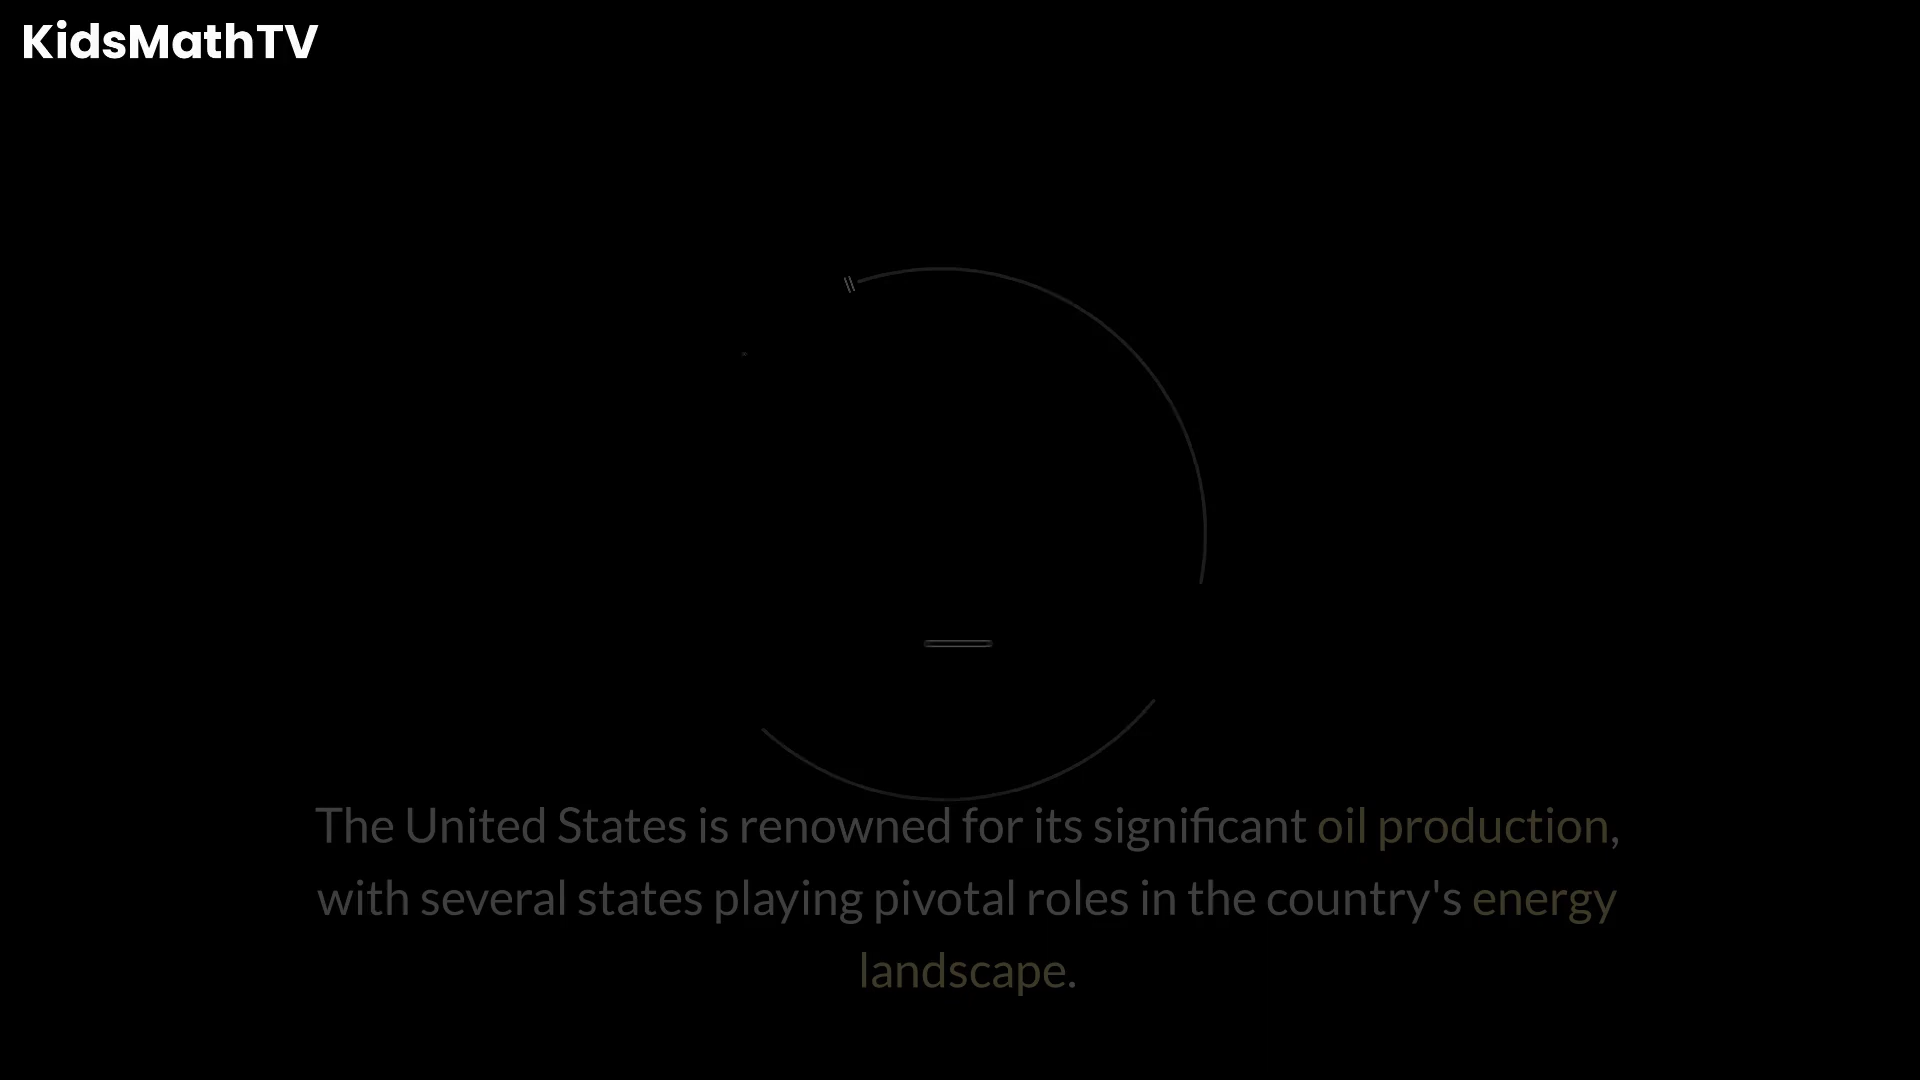 KidsMathTV
The United States is renowned for its significant oil production,
with several states playing pivotal roles in the country's energy
landscape.